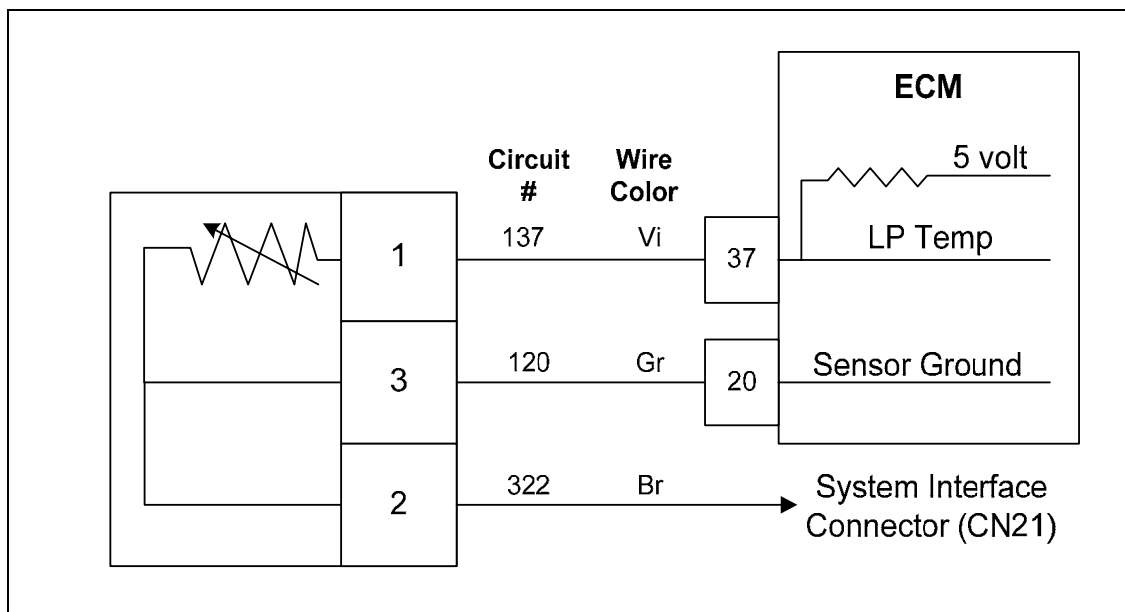 ECM
5 volt
Circuit # Wire Color
1 137 Vi 37 LP Temp
3 120 Gr 20 Sensor Ground
2 322 Br System Interface
Connector (CN21)